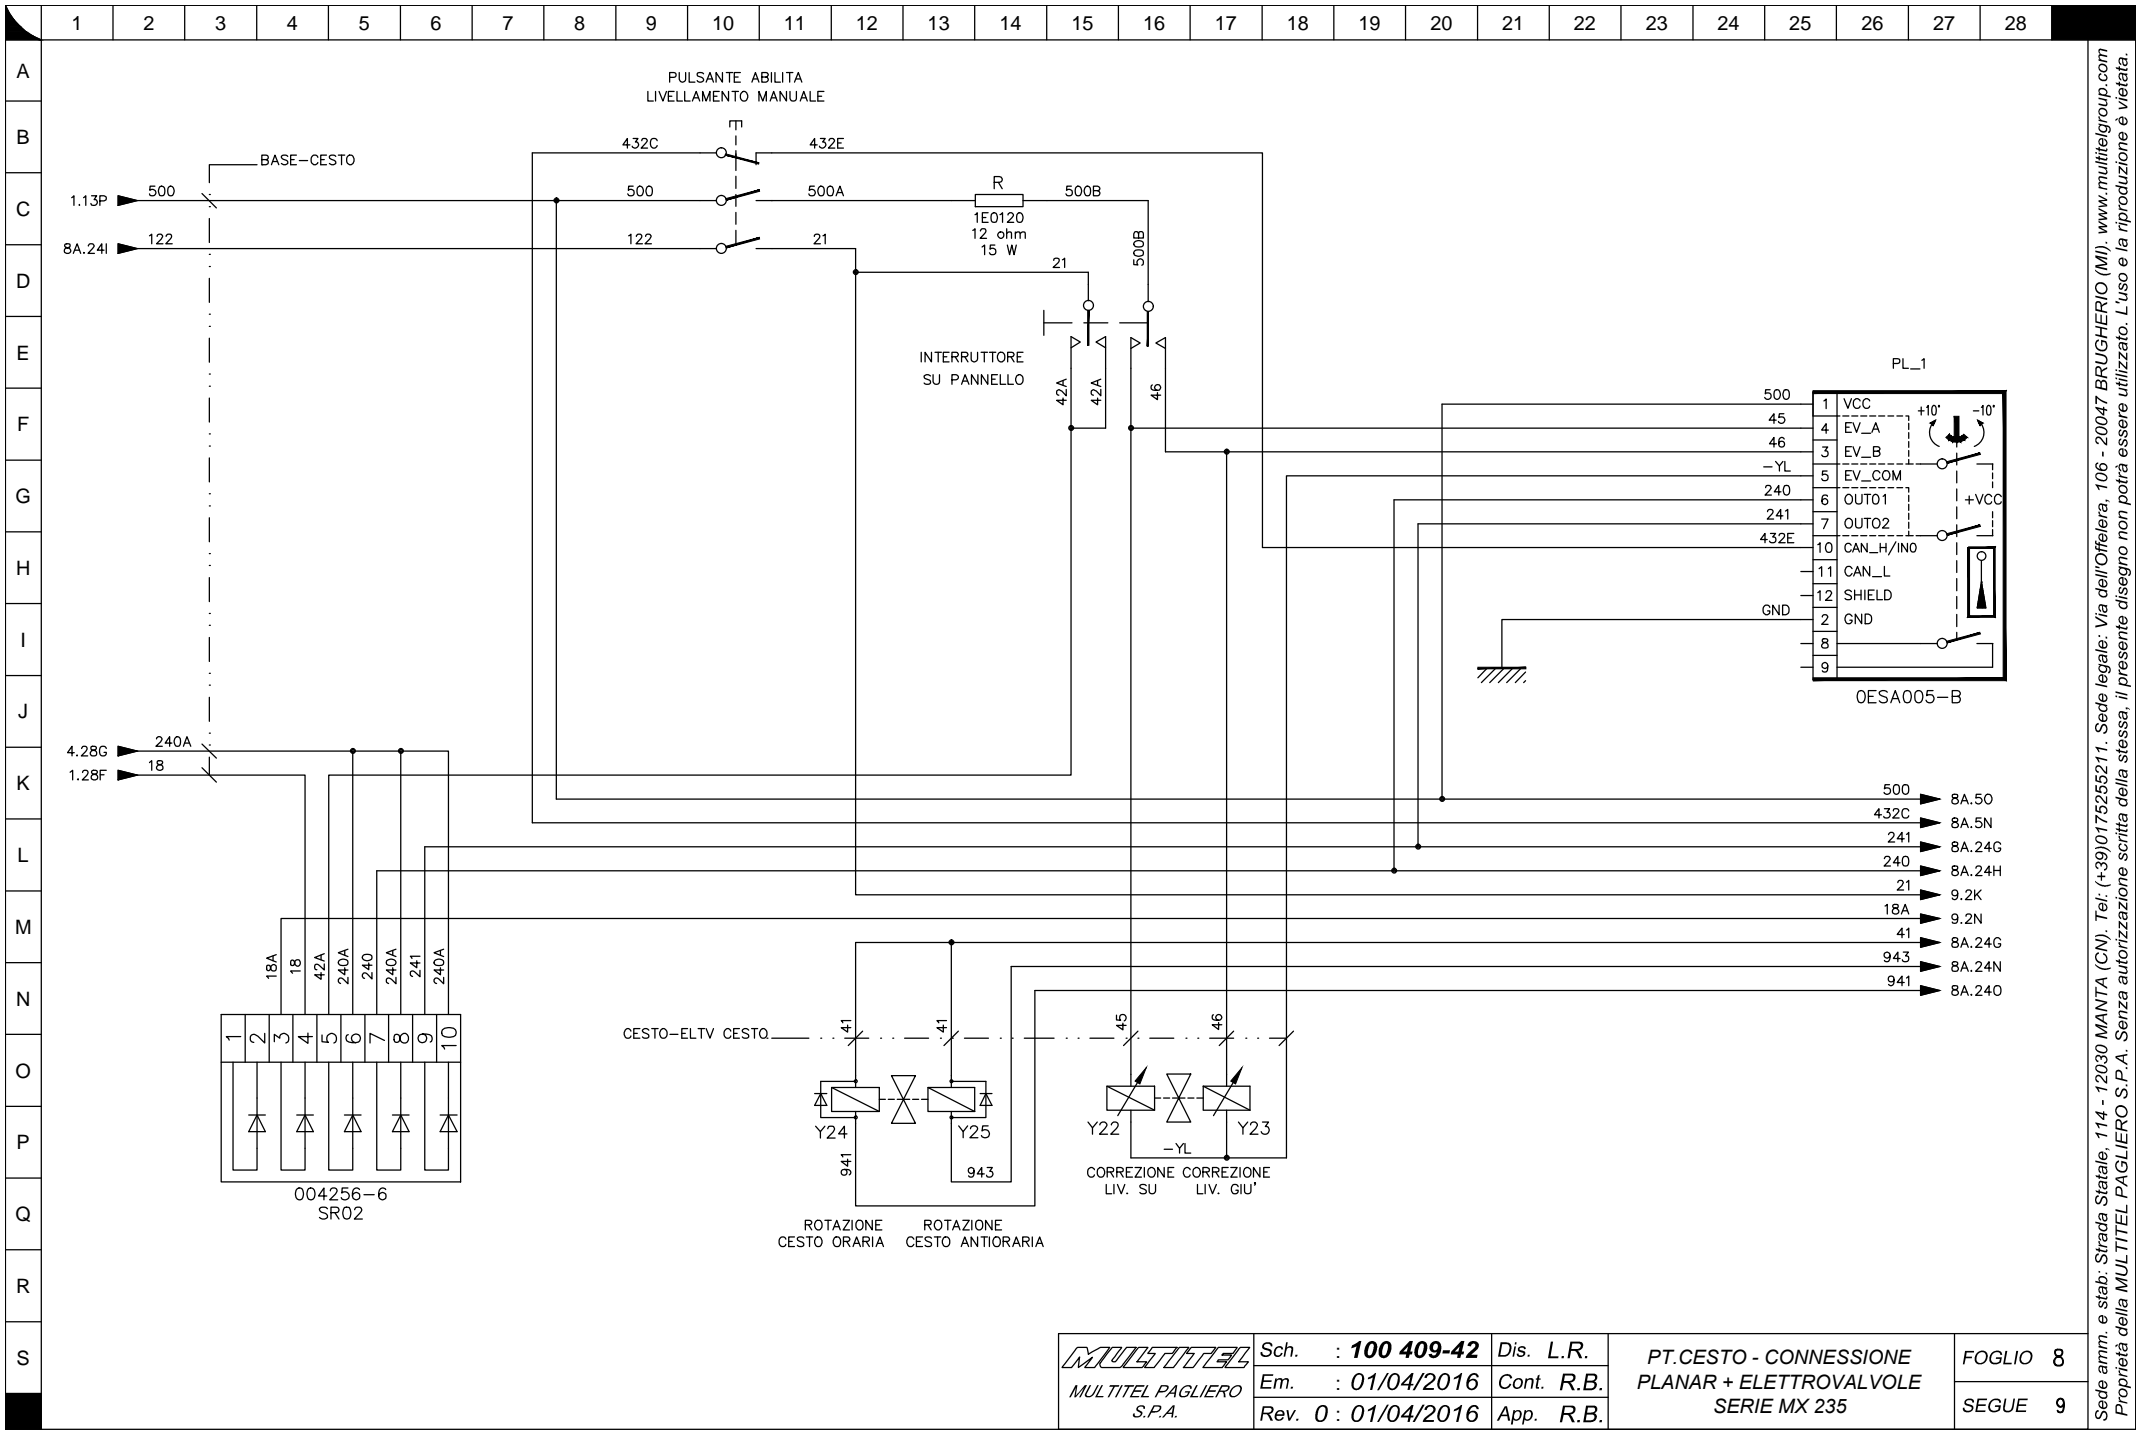 1 2 3 4 5 6 7 8 9 10 11 12 13 14 15 16 17 18 19 20 21 22 23 24 25 26 27 28
A
B
C
D
E
F
G
H
I
J
K
L
M
N
O
P
Q
R
S
PULSANTE ABILITA
LIVELLAMENTO MANUALE
432C 432E
BASE-CESTO
1.13P 500 500 500A R 500B
1E0120
12 ohm
15 W
500B
8A.24I 122 122 21
21
INTERRUTTORE
SU PANNELLO
42A 42A 46
PL_1
500 1 VCC
45 4 EV_A
46 3 EV_B
-YL 5 EV_COM
240 6 OUT01
241 7 OUT02
432E 10 CAN_H/IN0
11 CAN_L
12 SHIELD
GND 2 GND
8
9
+10° -10°
+VCC
OESA005-B
4.28G 240A
1.28F 18
500 8A.5O
432C 8A.5N
241 8A.24G
240 8A.24H
21 9.2K
18A 9.2N
41 8A.24G
943 8A.24N
941 8A.24O
18A 18 42A 240A 240 240A 241 240A
1 2 3 4 5 6 7 8 9 10
004256-6
SR02
CESTO-ELTV CESTO
41 41 45 46
Y24 Y25 Y22 Y23
941 943 -YL
CORREZIONE
LIV. SU
CORREZIONE
LIV. GIU'
ROTAZIONE
CESTO ORARIA
ROTAZIONE
CESTO ANTIORARIA
MULTITEL
MULTITEL PAGLIERO
S.P.A.
Sch. : 100 409-42
Em. : 01/04/2016
Rev. 0 : 01/04/2016
Dis. L.R.
Cont. R.B.
App. R.B.
PT.CESTO - CONNESSIONE
PLANAR + ELETTROVALVOLE
SERIE MX 235
FOGLIO 8
SEGUE 9
Sede amm. e stab: Strada Statale, 114 - 12030 MANTA (CN). Tel: (+39)0175255211. Sede legale: Via dell'Offelera, 106 - 20047 BRUGHERIO (MI). www.multitelgroup.com
Proprietà della MULTITEL PAGLIERO S.P.A. Senza autorizzazione scritta della stessa, il presente disegno non potrà essere utilizzato. L'uso e la riproduzione è vietata.